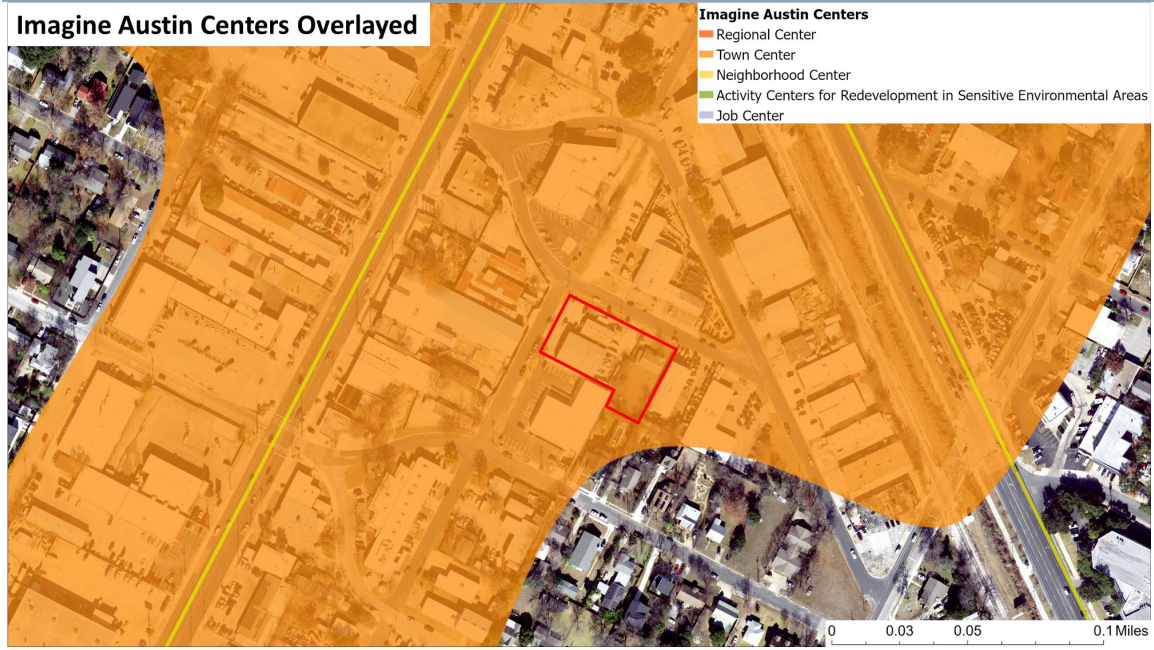 Imagine Austin Centers Overlayed
Imagine Austin Centers
Regional Center
Town Center
Neighborhood Center
Activity Centers for Redevelopment in Sensitive Environmental Areas
Job Center
0 0.03 0.05 0.1 Miles